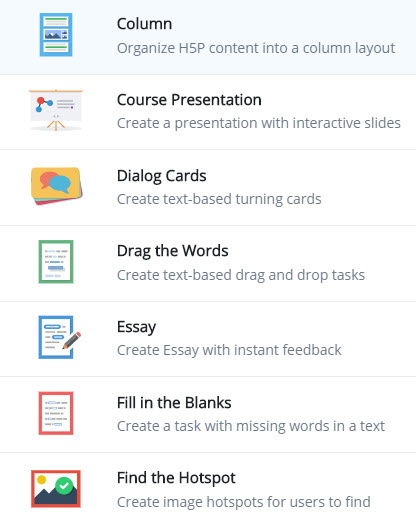 Column
Organize H5P content into a column layout
Course Presentation
Create a presentation with interactive slides
Dialog Cards
Create text-based turning cards
Drag the Words
Create text-based drag and drop tasks
Essay
Create Essay with instant feedback
Fill in the Blanks
Create a task with missing words in a text
Find the Hotspot
Create image hotspots for users to find